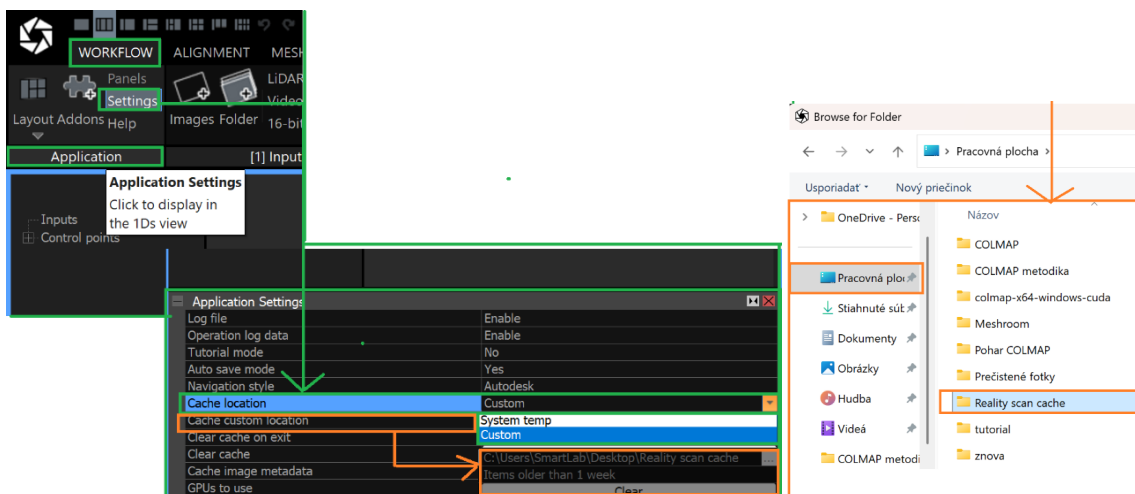 WORKFLOW ALIGNMENT MESH
Panels
Settings
Help
Layout Addons
Images Folder
LiDAR
Video
16-bit
Application
[1] Input
Application Settings
Click to display in
the 1Ds view
Inputs
Control points
Application Settings
Log file Enable
Operation log data Enable
Tutorial mode No
Auto save mode Yes
Navigation style Autodesk
Cache location Custom
Cache custom location System temp
Clear cache on exit Custom
Clear cache C:\Users\SmartLab\Desktop\Reality scan cache ...
Cache image metadata Items older than 1 week
GPUs to use Clear
Browse for Folder
Pracovná plocha
Usporiadať Nový priečinok
OneDrive - Perso
Pracovná ploc
Stiahnuté súb
Dokumenty
Obrázky
Hudba
Videá
COLMAP metodi
Názov
COLMAP
COLMAP metodika
colmap-x64-windows-cuda
Meshroom
Pohar COLMAP
Prečistené fotky
Reality scan cache
tutorial
znova